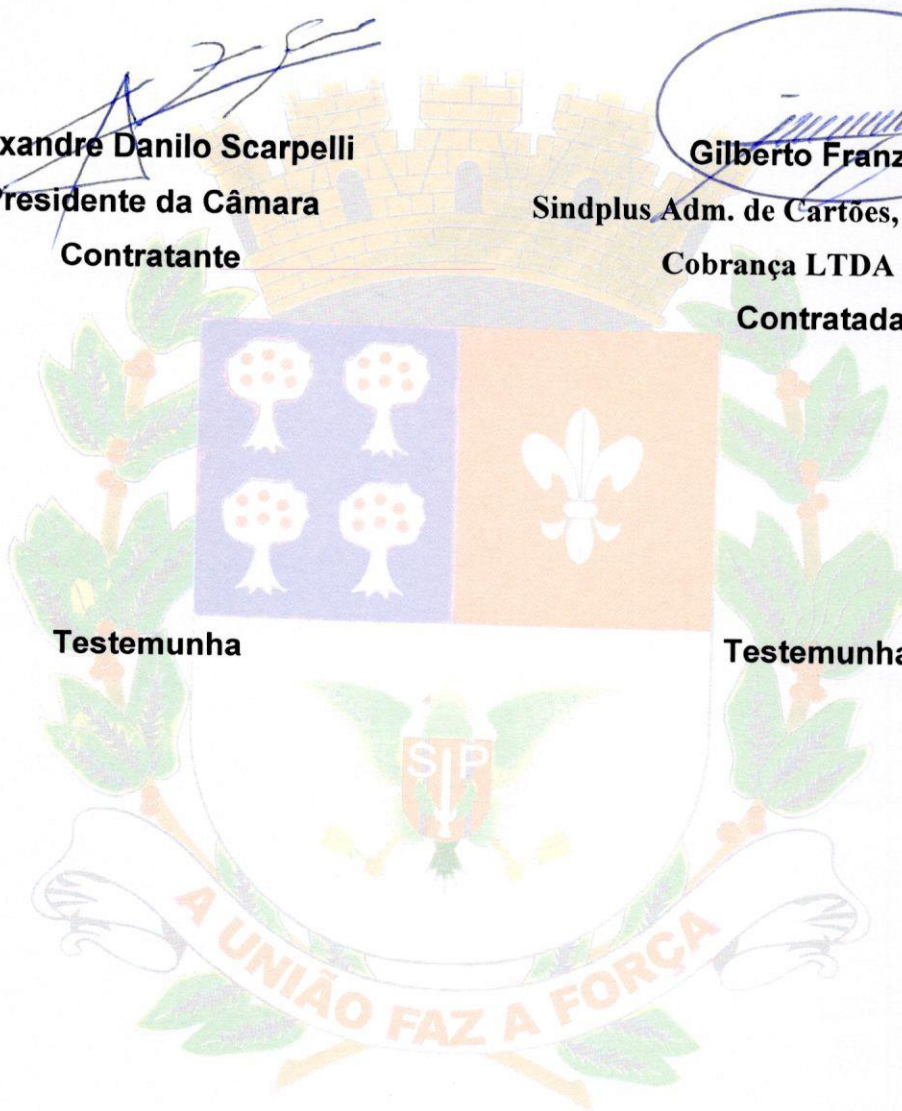 xandre Danilo Scarpelli
Presidente da Câmara
Contratante
Gilberto Franz
Sindplus Adm. de Cartões,
Cobrança LTDA
Contratada
Testemunha
Testemunha
S P
A UNIÃO FAZ A FORÇA